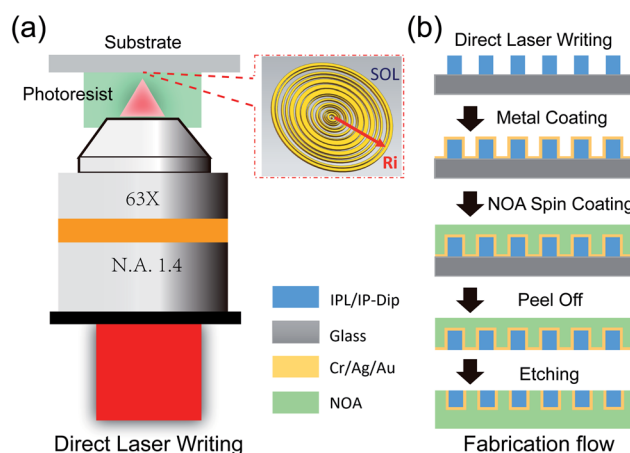 (a)
Substrate
Photoresist
SOL
Ri
63X
N.A. 1.4
IPL/IP-Dip
Glass
Cr/Ag/Au
NOA
Direct Laser Writing
(b)
Direct Laser Writing
Metal Coating
NOA Spin Coating
Peel Off
Etching
Fabrication flow